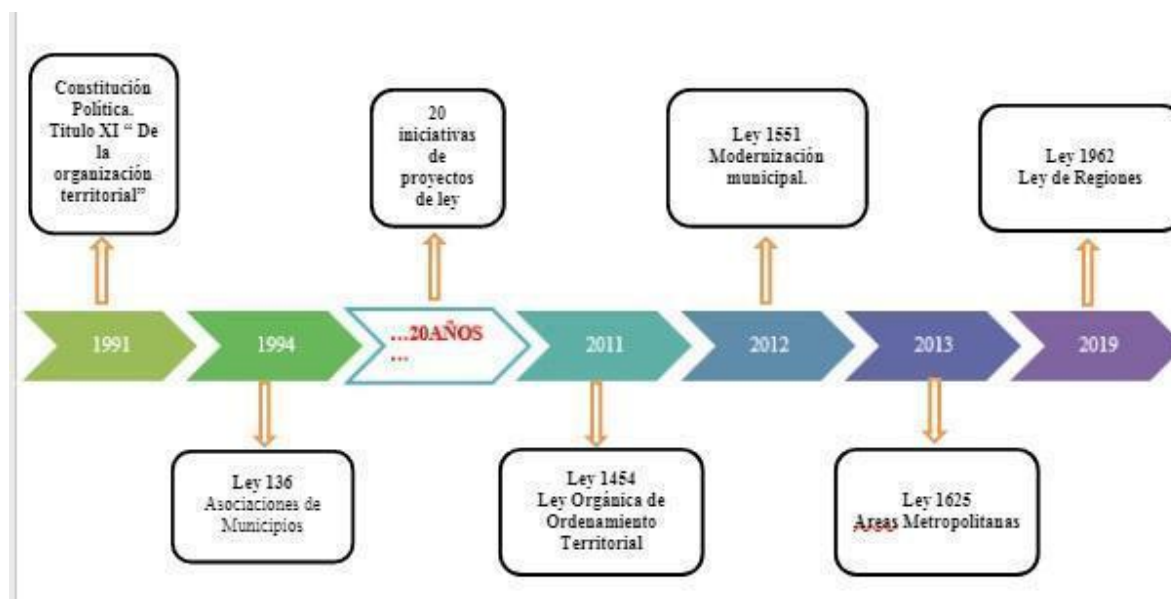 Constitución
Política.
Titulo XI “ De
la
organización
territorial”
20
iniciativas
de
proyectos
de ley
Ley 1551
Modernización
municipal.
Ley 1962
Ley de Regiones
1991
1994
...20AÑOS
...
2011
2012
2013
2019
Ley 136
Asociaciones de
Municipios
Ley 1454
Ley Orgánica de
Ordenamiento
Territorial
Ley 1625
Areas Metropolitanas